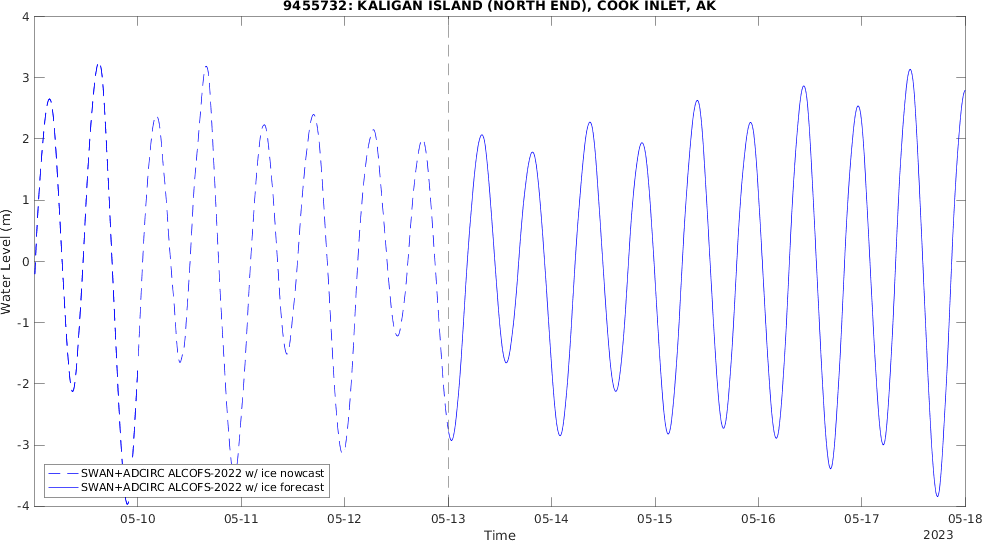 9455732: KALIGAN ISLAND (NORTH END), COOK INLET, AK
4
3
2
1
0
-1
-2
-3
-4
Water Level (m)
SWAN+ADCIRC ALCOFS-2022 w/ ice nowcast
SWAN+ADCIRC ALCOFS-2022 w/ ice forecast
05-10 05-11 05-12 05-13 05-14 05-15 05-16 05-17 05-18
Time
2023